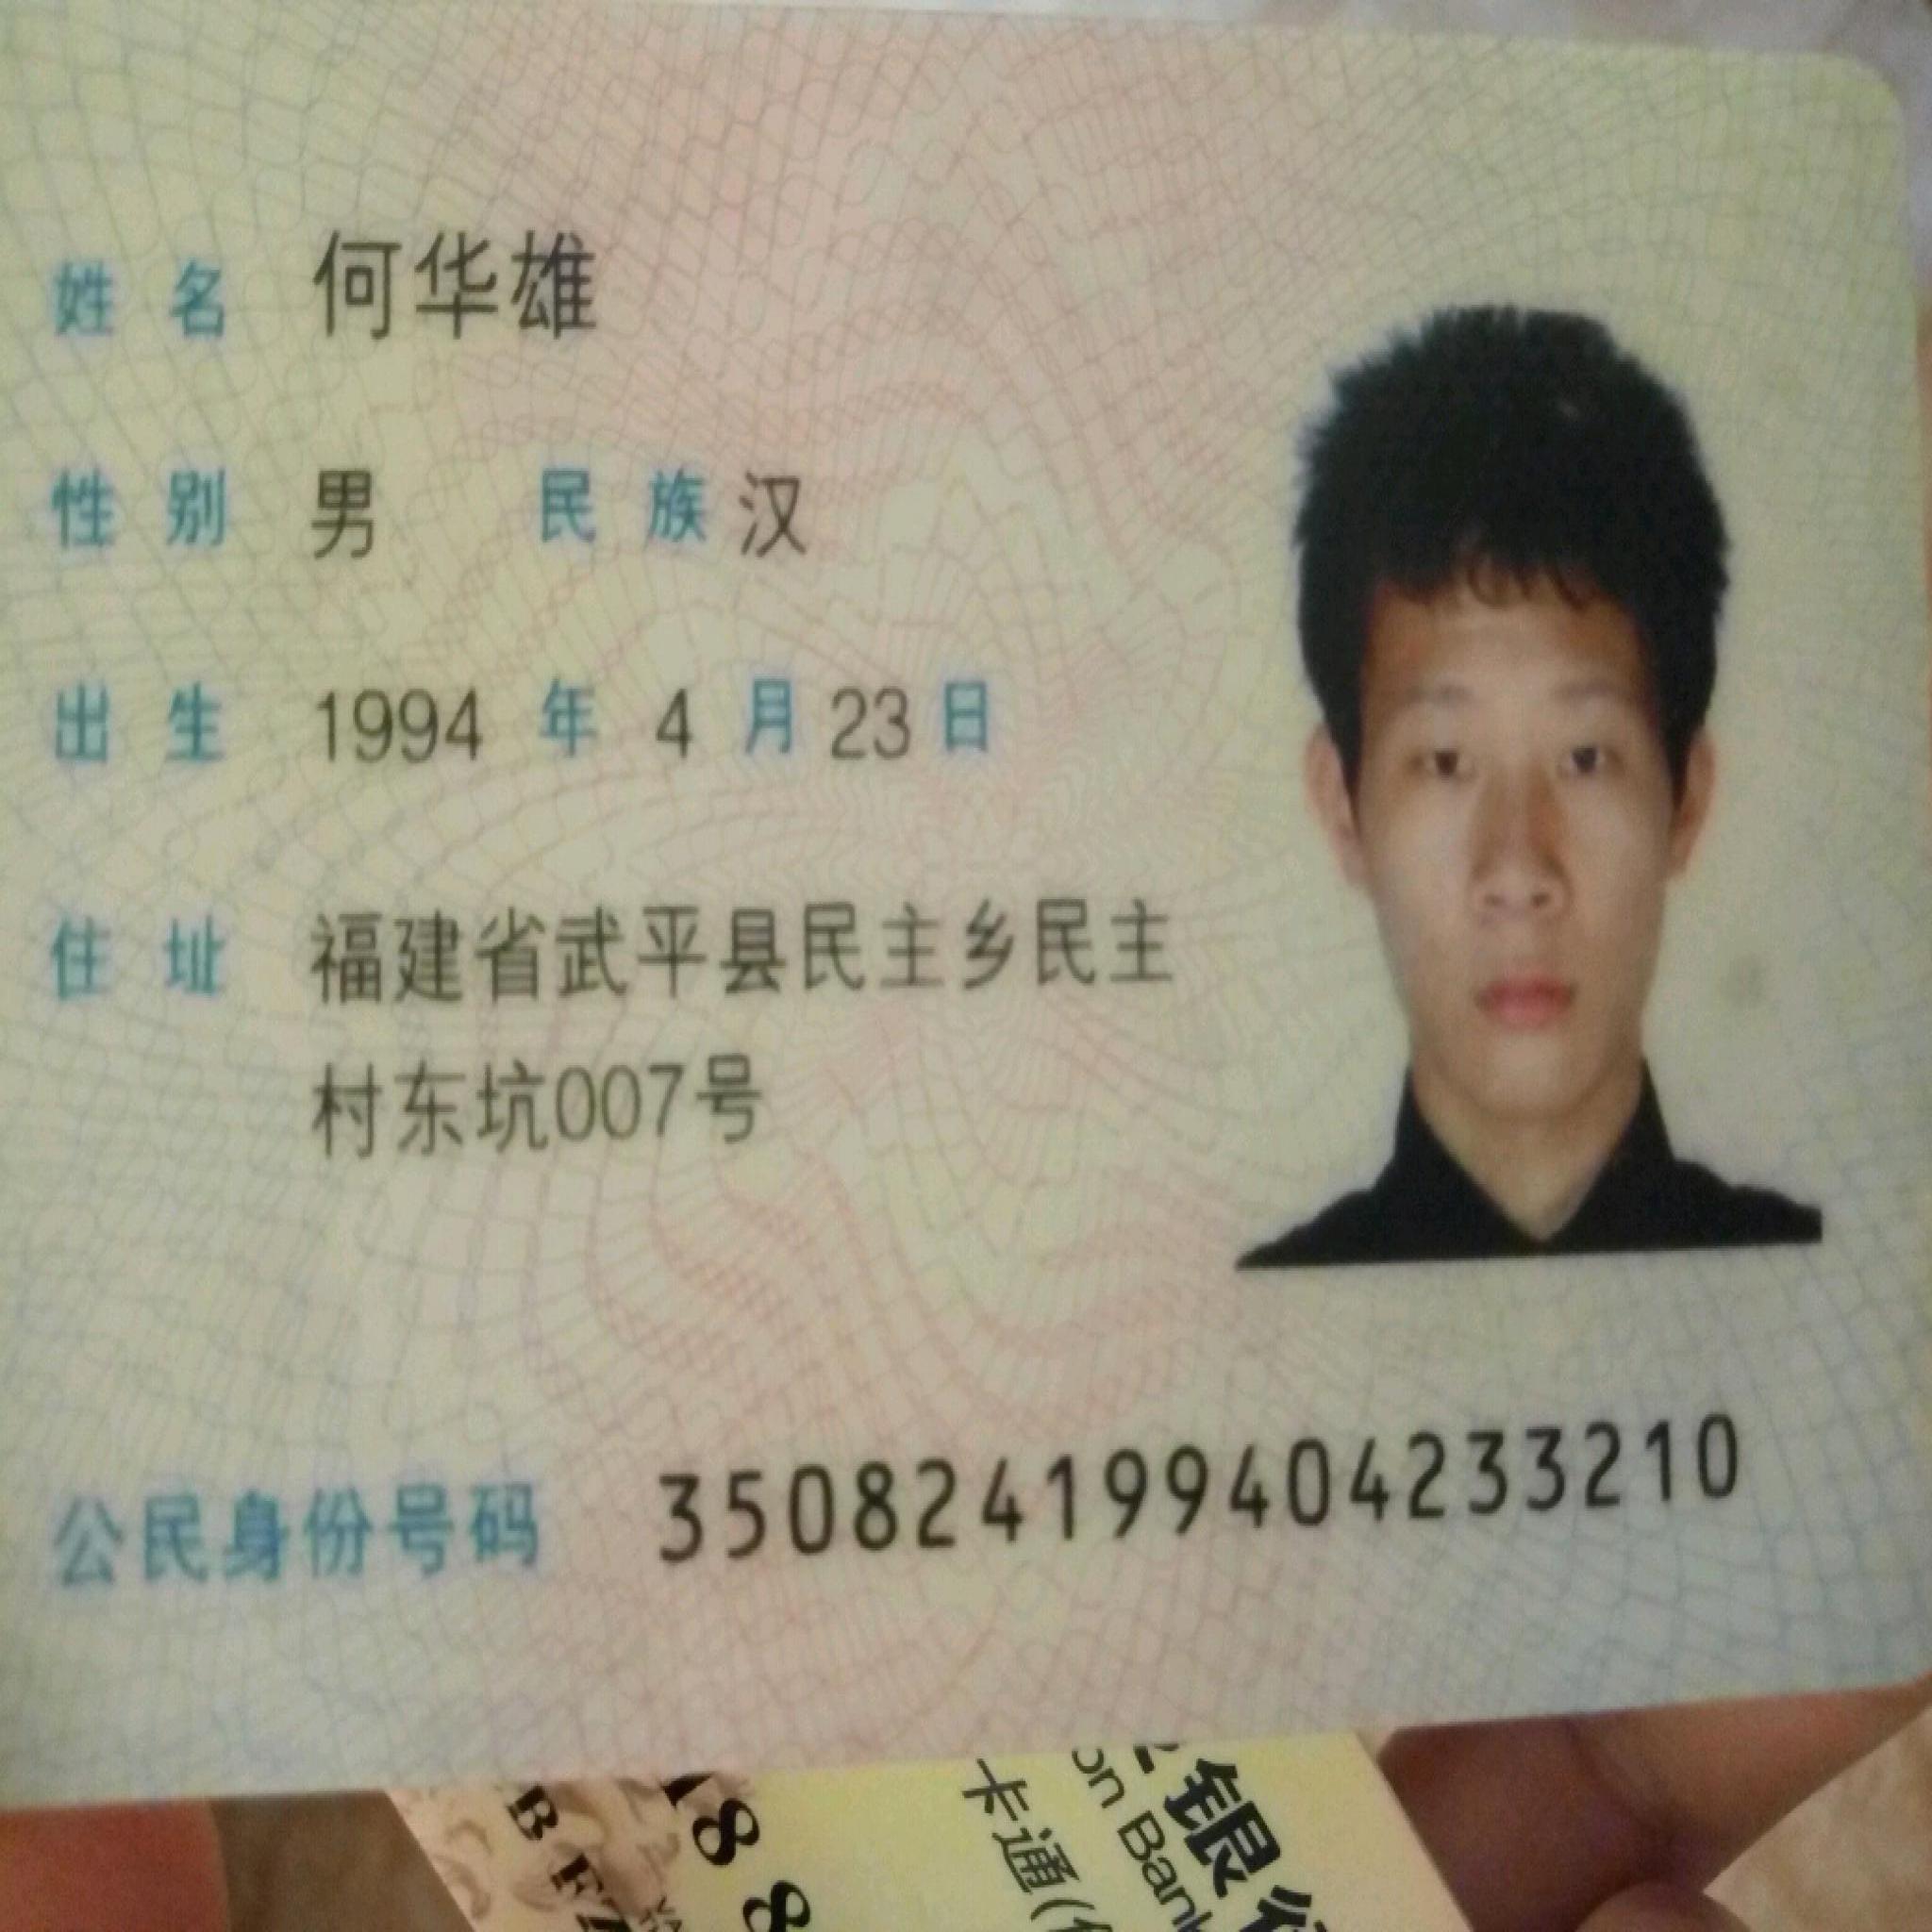 姓名 何华雄
性别 男 民族 汉
出生 1994 年 4 月 23 日
住址 福建省武平县民主乡民主
村东坑007号
公民身份号码 350824199404233210
银
on Bank
卡通(
18 8